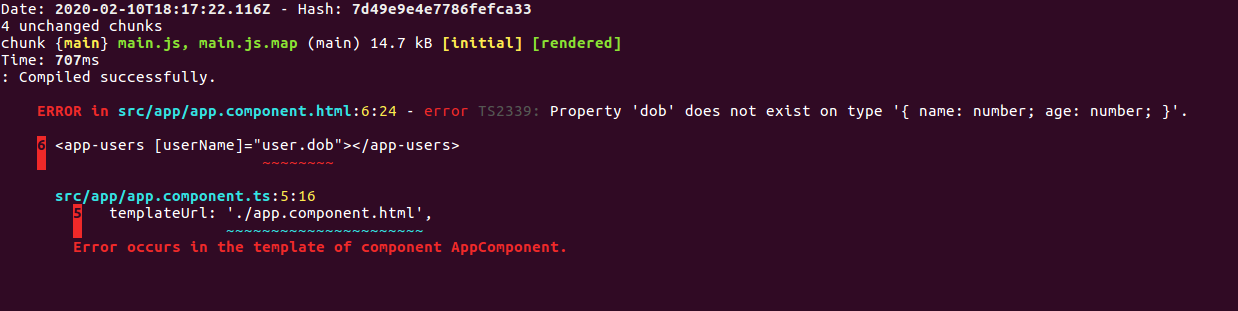 Date: 2020-02-10T18:17:22.116Z - Hash: 7d49e9e4e7786fefca33
4 unchanged chunks
chunk {main} main.js, main.js.map (main) 14.7 kB [initial] [rendered]
Time: 707ms
: Compiled successfully.
ERROR in src/app/app.component.html:6:24 - error TS2339: Property 'dob' does not exist on type '{ name: number; age: number; }'.
6 <app-users [userName]="user.dob"></app-users>
~~~~~~~~
src/app/app.component.ts:5:16
5 templateUrl: './app.component.html',
~~~~~~~~~~~~~~~~~~~~~~
Error occurs in the template of component AppComponent.